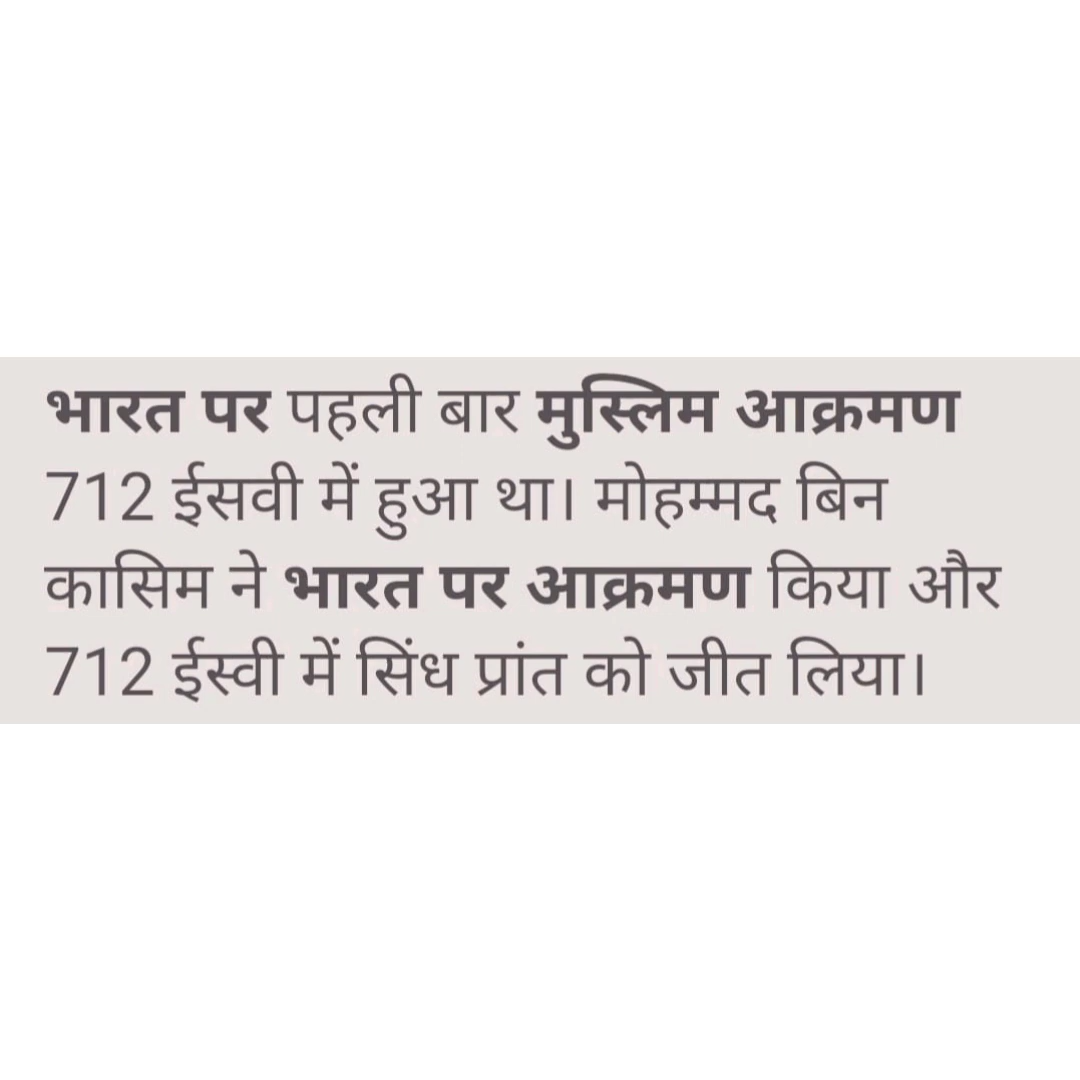 भारत पर पहली बार मुस्लिम आक्रमण
712 ईसवी में हुआ था। मोहम्मद बिन
कासिम ने भारत पर आक्रमण किया और
712 ईस्वी में सिंध प्रांत को जीत लिया।